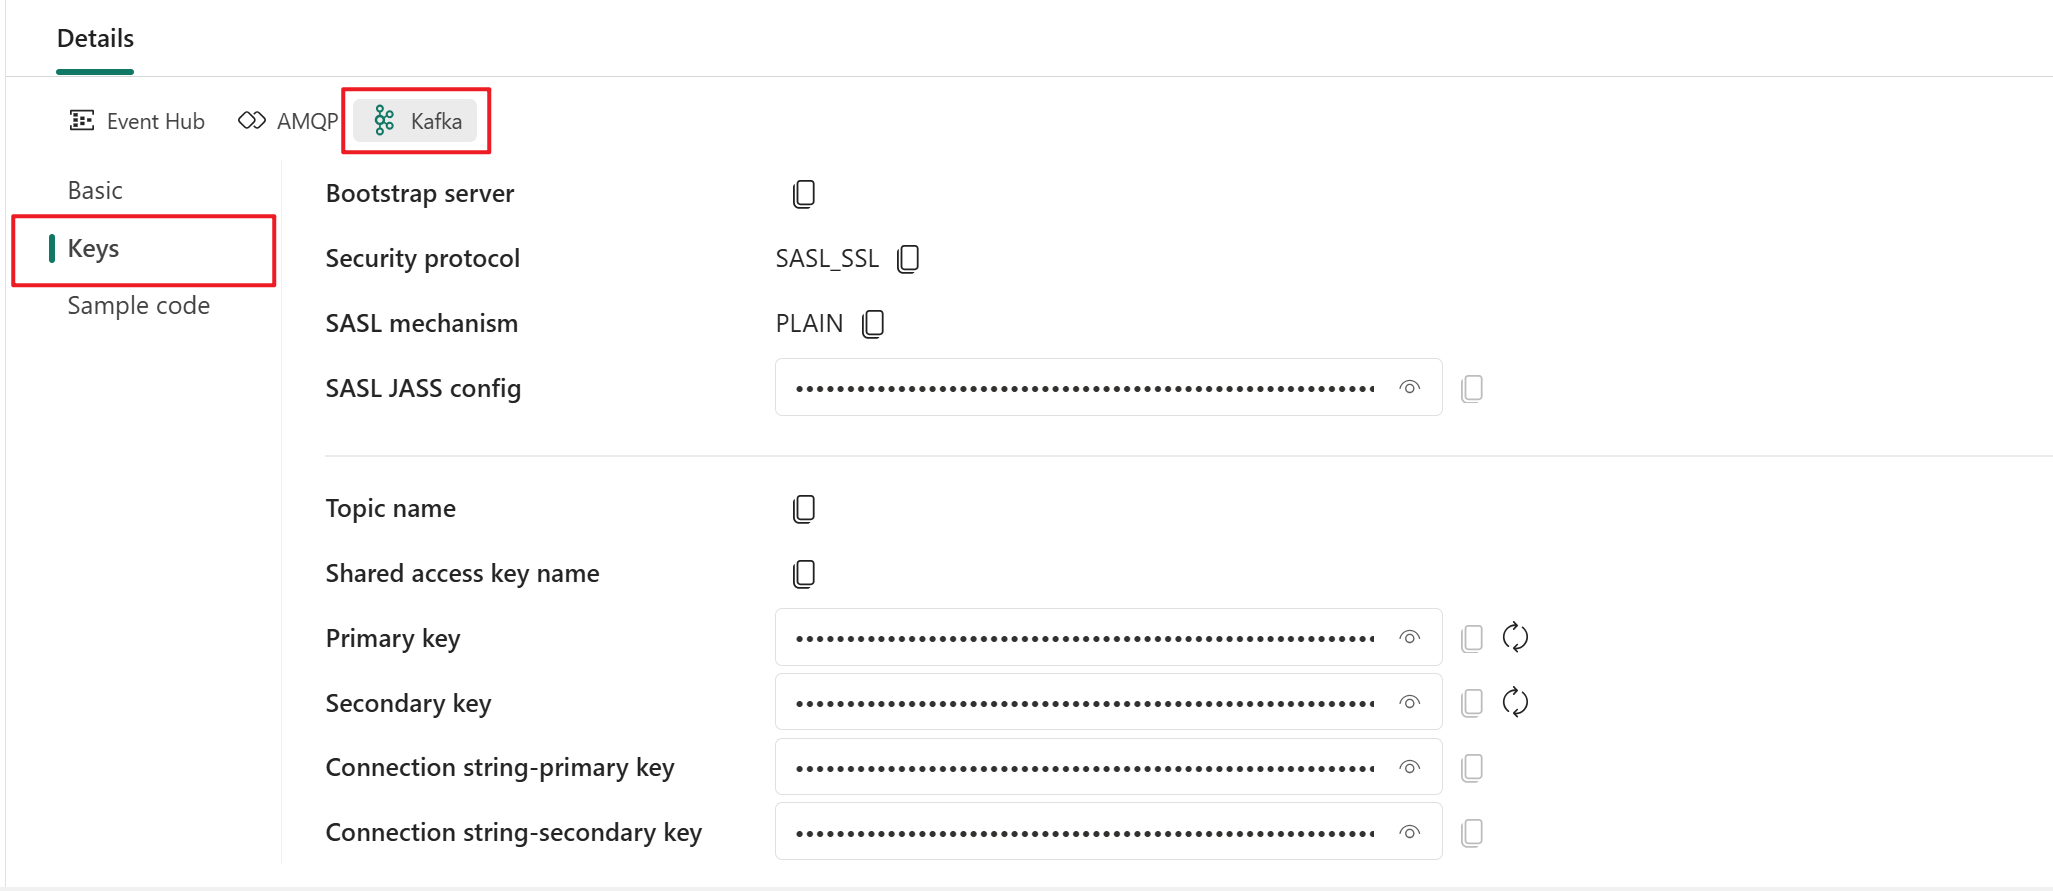 Details
Event Hub AMQP Kafka
Basic
Keys
Sample code
Bootstrap server
Security protocol SASL_SSL
SASL mechanism PLAIN
SASL JASS config
Topic name
Shared access key name
Primary key
Secondary key
Connection string-primary key
Connection string-secondary key